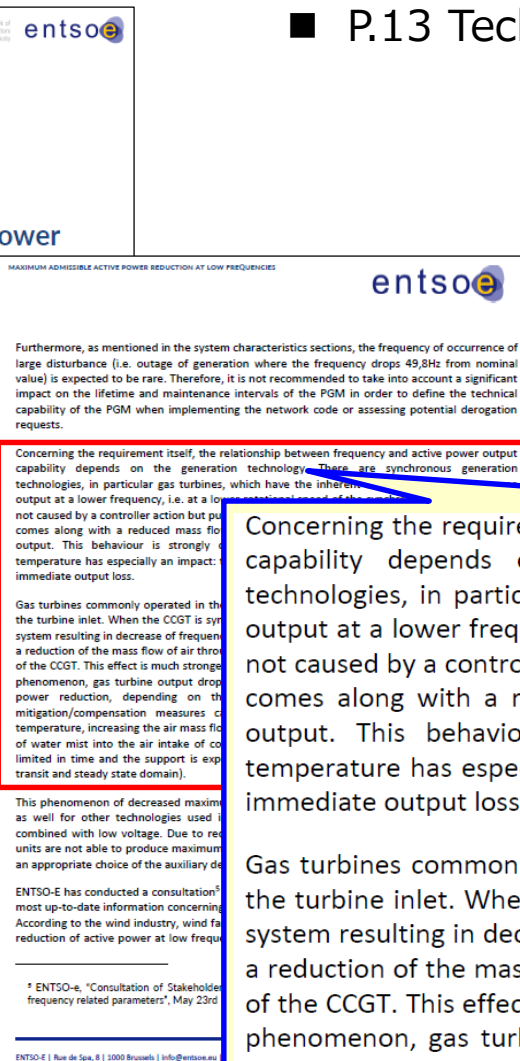 entsoe
■ P.13 Tec
ower
MAXIMUM ADMISSIBLE ACTIVE POWER REDUCTION AT LOW FREQUENCIES
entsoe
Furthermore, as mentioned in the system characteristics sections, the frequency of occurrence of
large disturbance (i.e. outage of generation where the frequency drops 49,8Hz from nominal
value) is expected to be rare. Therefore, it is not recommended to take into account a significant
impact on the lifetime and maintenance intervals of the PGM in order to define the technical
capability of the PGM when implementing the network code or assessing potential derogation
requests.
Concerning the requirement itself, the relationship between frequency and active power output
capability depends on the generation technology. There are synchronous generation
technologies, in particular gas turbines, which have the inherent
output at a lower frequency, i.e. at a lower rotational speed of the
not caused by a controller action but pu
comes along with a reduced mass flo
output. This behaviour is strongly
temperature has especially an impact:
immediate output loss.
Gas turbines commonly operated in th
the turbine inlet. When the CCGT is syn
system resulting in decrease of frequen
a reduction of the mass flow of air thro
of the CCGT. This effect is much stronge
phenomenon, gas turbine output drop
power reduction, depending on th
mitigation/compensation measures c
temperature, increasing the air mass flo
of water mist into the air intake of co
limited in time and the support is exp
transit and steady state domain).
This phenomenon of decreased maxim
as well for other technologies used i
combined with low voltage. Due to re
units are not able to produce maximum
an appropriate choice of the auxiliary de
ENTSO-E has conducted a consultation⁵
most up-to-date information concerning
According to the wind industry, wind fa
reduction of active power at low freque
⁵ ENTSO-e, "Consultation of Stakeholder
frequency related parameters", May 23rd
ENTSO-E | Rue de Spa, 8 | 1000 Brussels | info@entsoe.eu |
Concerning the require
capability depends
technologies, in partic
output at a lower freq
not caused by a contro
comes along with a r
output. This behaviou
temperature has espe
immediate output loss
Gas turbines common
the turbine inlet. Whe
system resulting in dec
a reduction of the mas
of the CCGT. This effec
phenomenon, gas turb